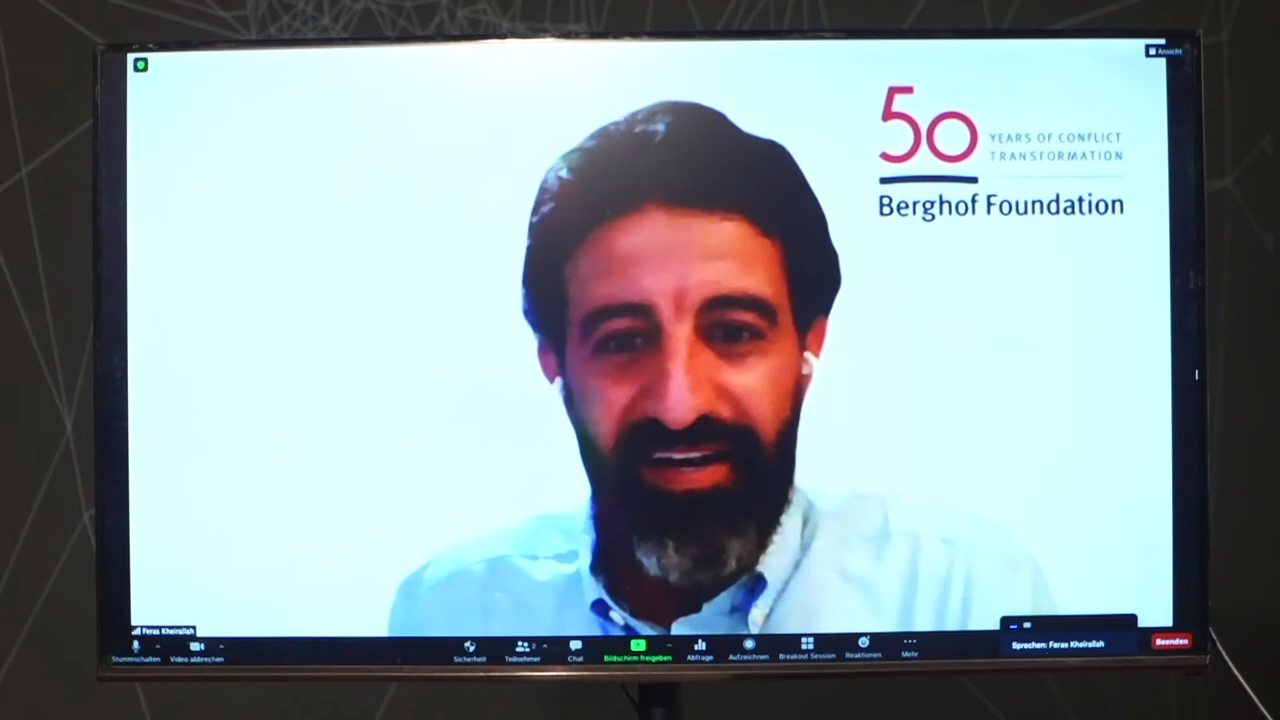 Ansicht
50
YEARS OF CONFLICT
TRANSFORMATION
Berghof Foundation
Feras Kheirallah
Stummschalten
Video abbrechen
Sicherheit
Teilnehmer
2
Chat
Bildschirm freigeben
Abfrage
Aufzeichnen
Breakout Session
Reaktionen
Mehr
Sprechen: Feras Kheirallah
Beenden